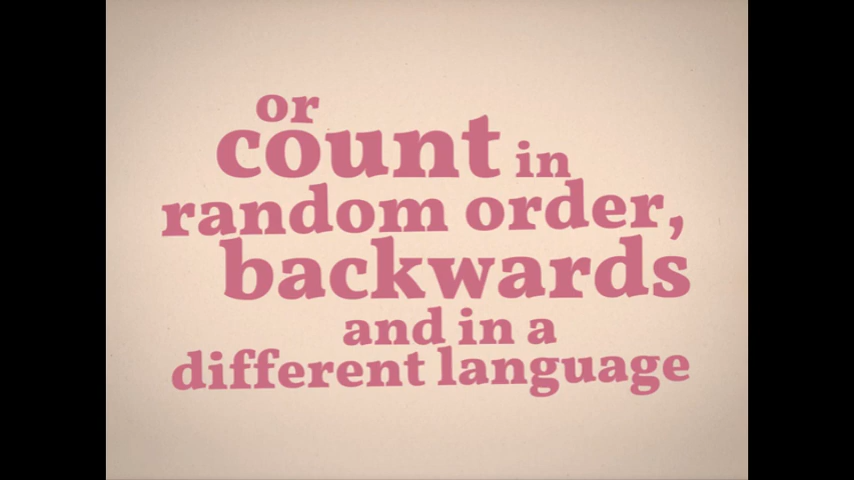 or
count in
random order,
backwards
and in a
different language